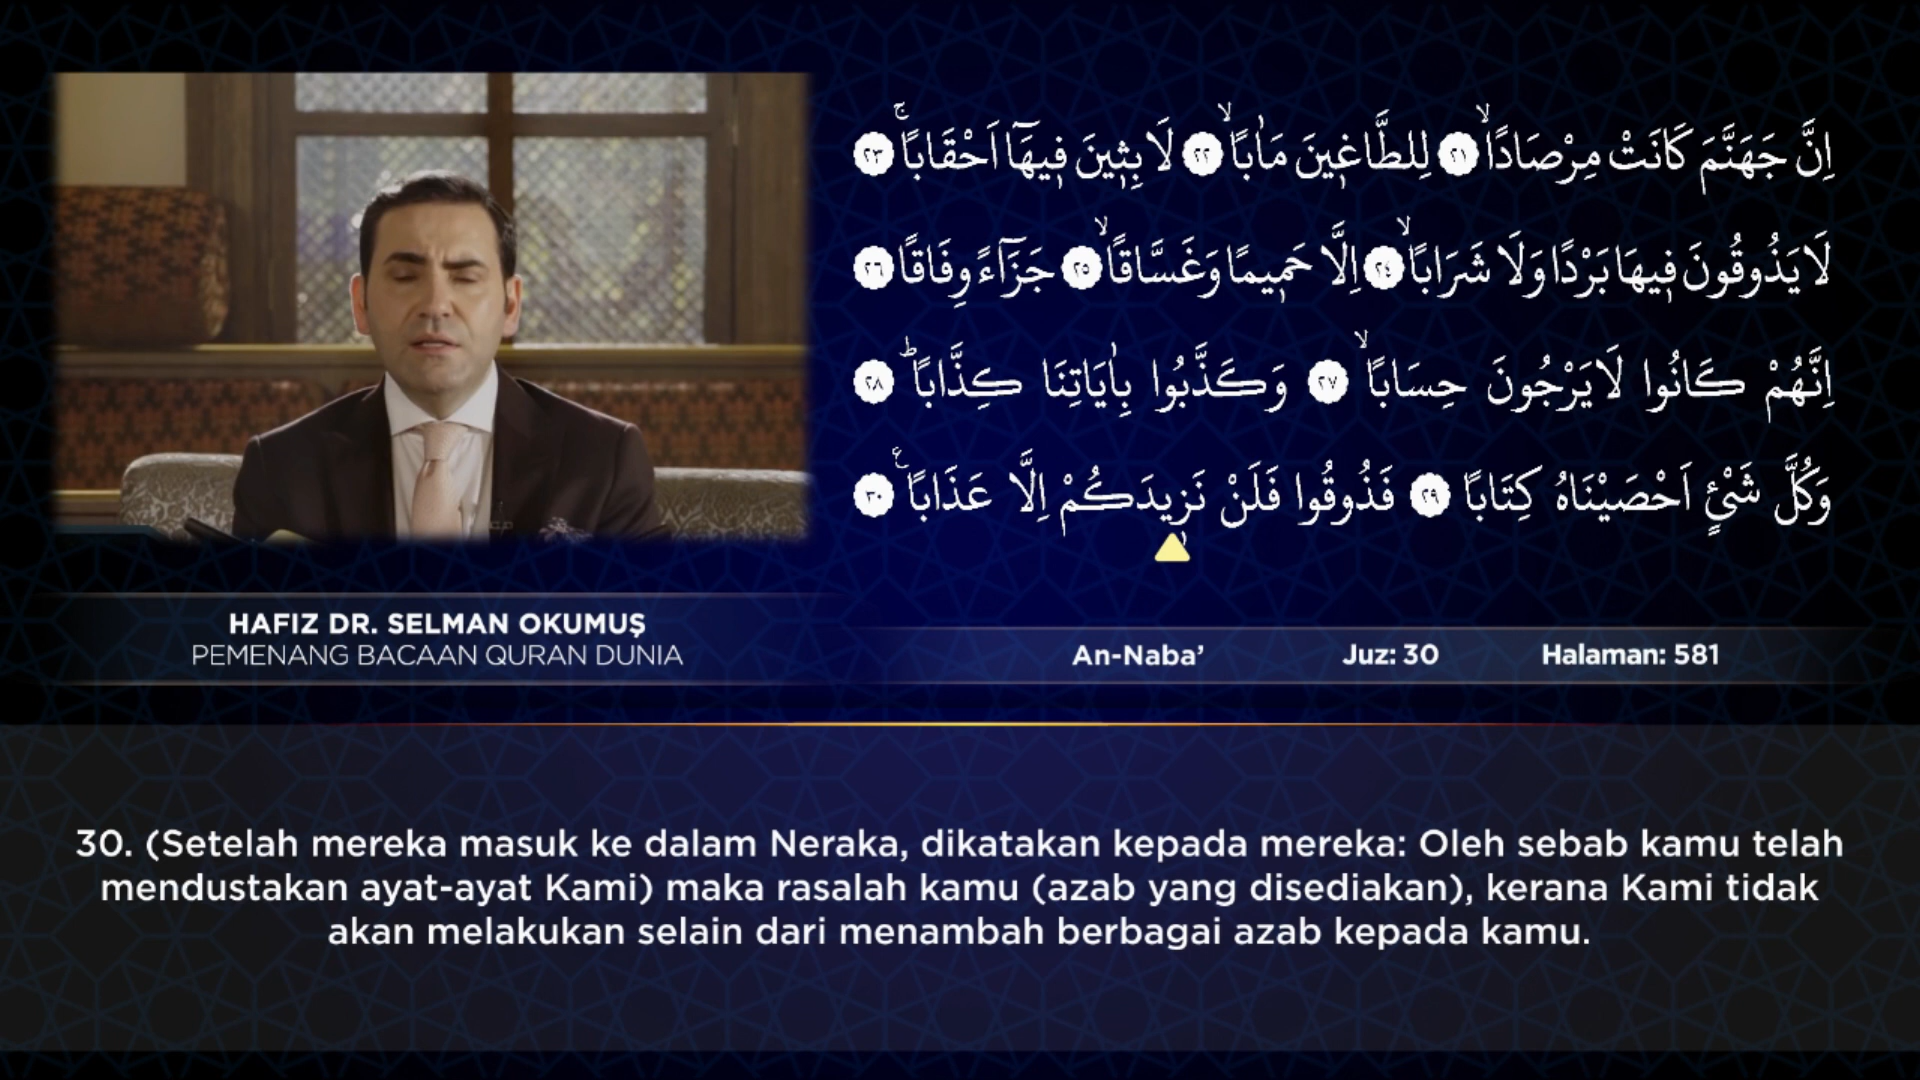 اِنَّ جَهَنَّمَ كَانَتْ مِرْصَادًاۙ ﴿٢١﴾ لِلطَّاغ۪ينَ مَاٰبًاۙ ﴿٢٢﴾ لَا بِث۪ينَ ف۪يهَٓا اَحْقَابًاۚ ﴿٢٣﴾
لَا يَذُوقُونَ ف۪يهَا بَرْدًا وَلَا شَرَابًاۙ ﴿٢٤﴾ اِلَّا حَم۪يمًا وَغَسَّاقًاۙ ﴿٢٥﴾ جَزَٓاءً وِفَاقًا ﴿٢٦﴾
اِنَّهُمْ كَانُوا لَا يَرْجُونَ حِسَابًاۙ ﴿٢٧﴾ وَكَذَّبُوا بِاٰيَاتِنَا كِذَّابًاۜ ﴿٢٨﴾
وَكُلَّ شَيْءٍ اَحْصَيْنَاهُ كِتَابًا ﴿٢٩﴾ فَذُوقُوا فَلَنْ نَز۪يدَكُمْ اِلَّا عَذَابًاۧ ﴿٣٠﴾
HAFIZ DR. SELMAN OKUMUŞ
PEMENANG BACAAN QURAN DUNIA
An-Naba’ Juz: 30 Halaman: 581
30. (Setelah mereka masuk ke dalam Neraka, dikatakan kepada mereka: Oleh sebab kamu telah
mendustakan ayat-ayat Kami) maka rasalah kamu (azab yang disediakan), kerana Kami tidak
akan melakukan selain dari menambah berbagai azab kepada kamu.